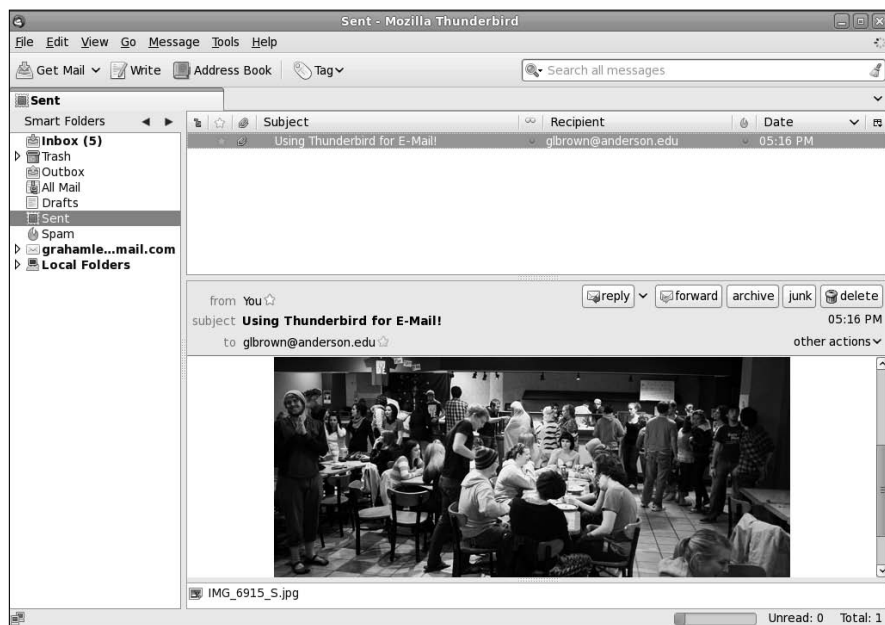 Sent - Mozilla Thunderbird
File Edit View Go Message Tools Help
Get Mail Write Address Book Tag Search all messages
Sent
Smart Folders Subject Recipient Date
Inbox (5) Using Thunderbird for E-Mail! glbrown@anderson.edu 05:16 PM
Trash
Outbox
All Mail
Drafts
Sent
Spam
grahamle...mail.com
Local Folders
from You reply forward archive junk delete
subject Using Thunderbird for E-Mail! 05:16 PM
to glbrown@anderson.edu other actions
IMG_6915_S.jpg
Unread: 0 Total: 1